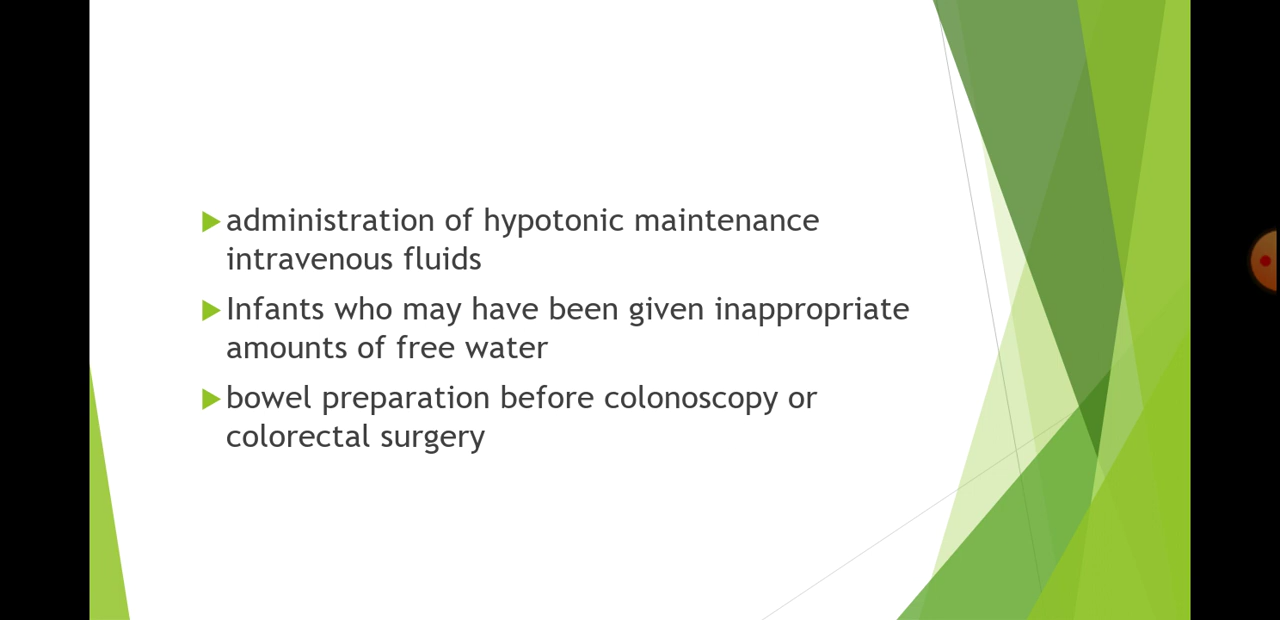 administration of hypotonic maintenance
intravenous fluids
Infants who may have been given inappropriate
amounts of free water
bowel preparation before colonoscopy or
colorectal surgery